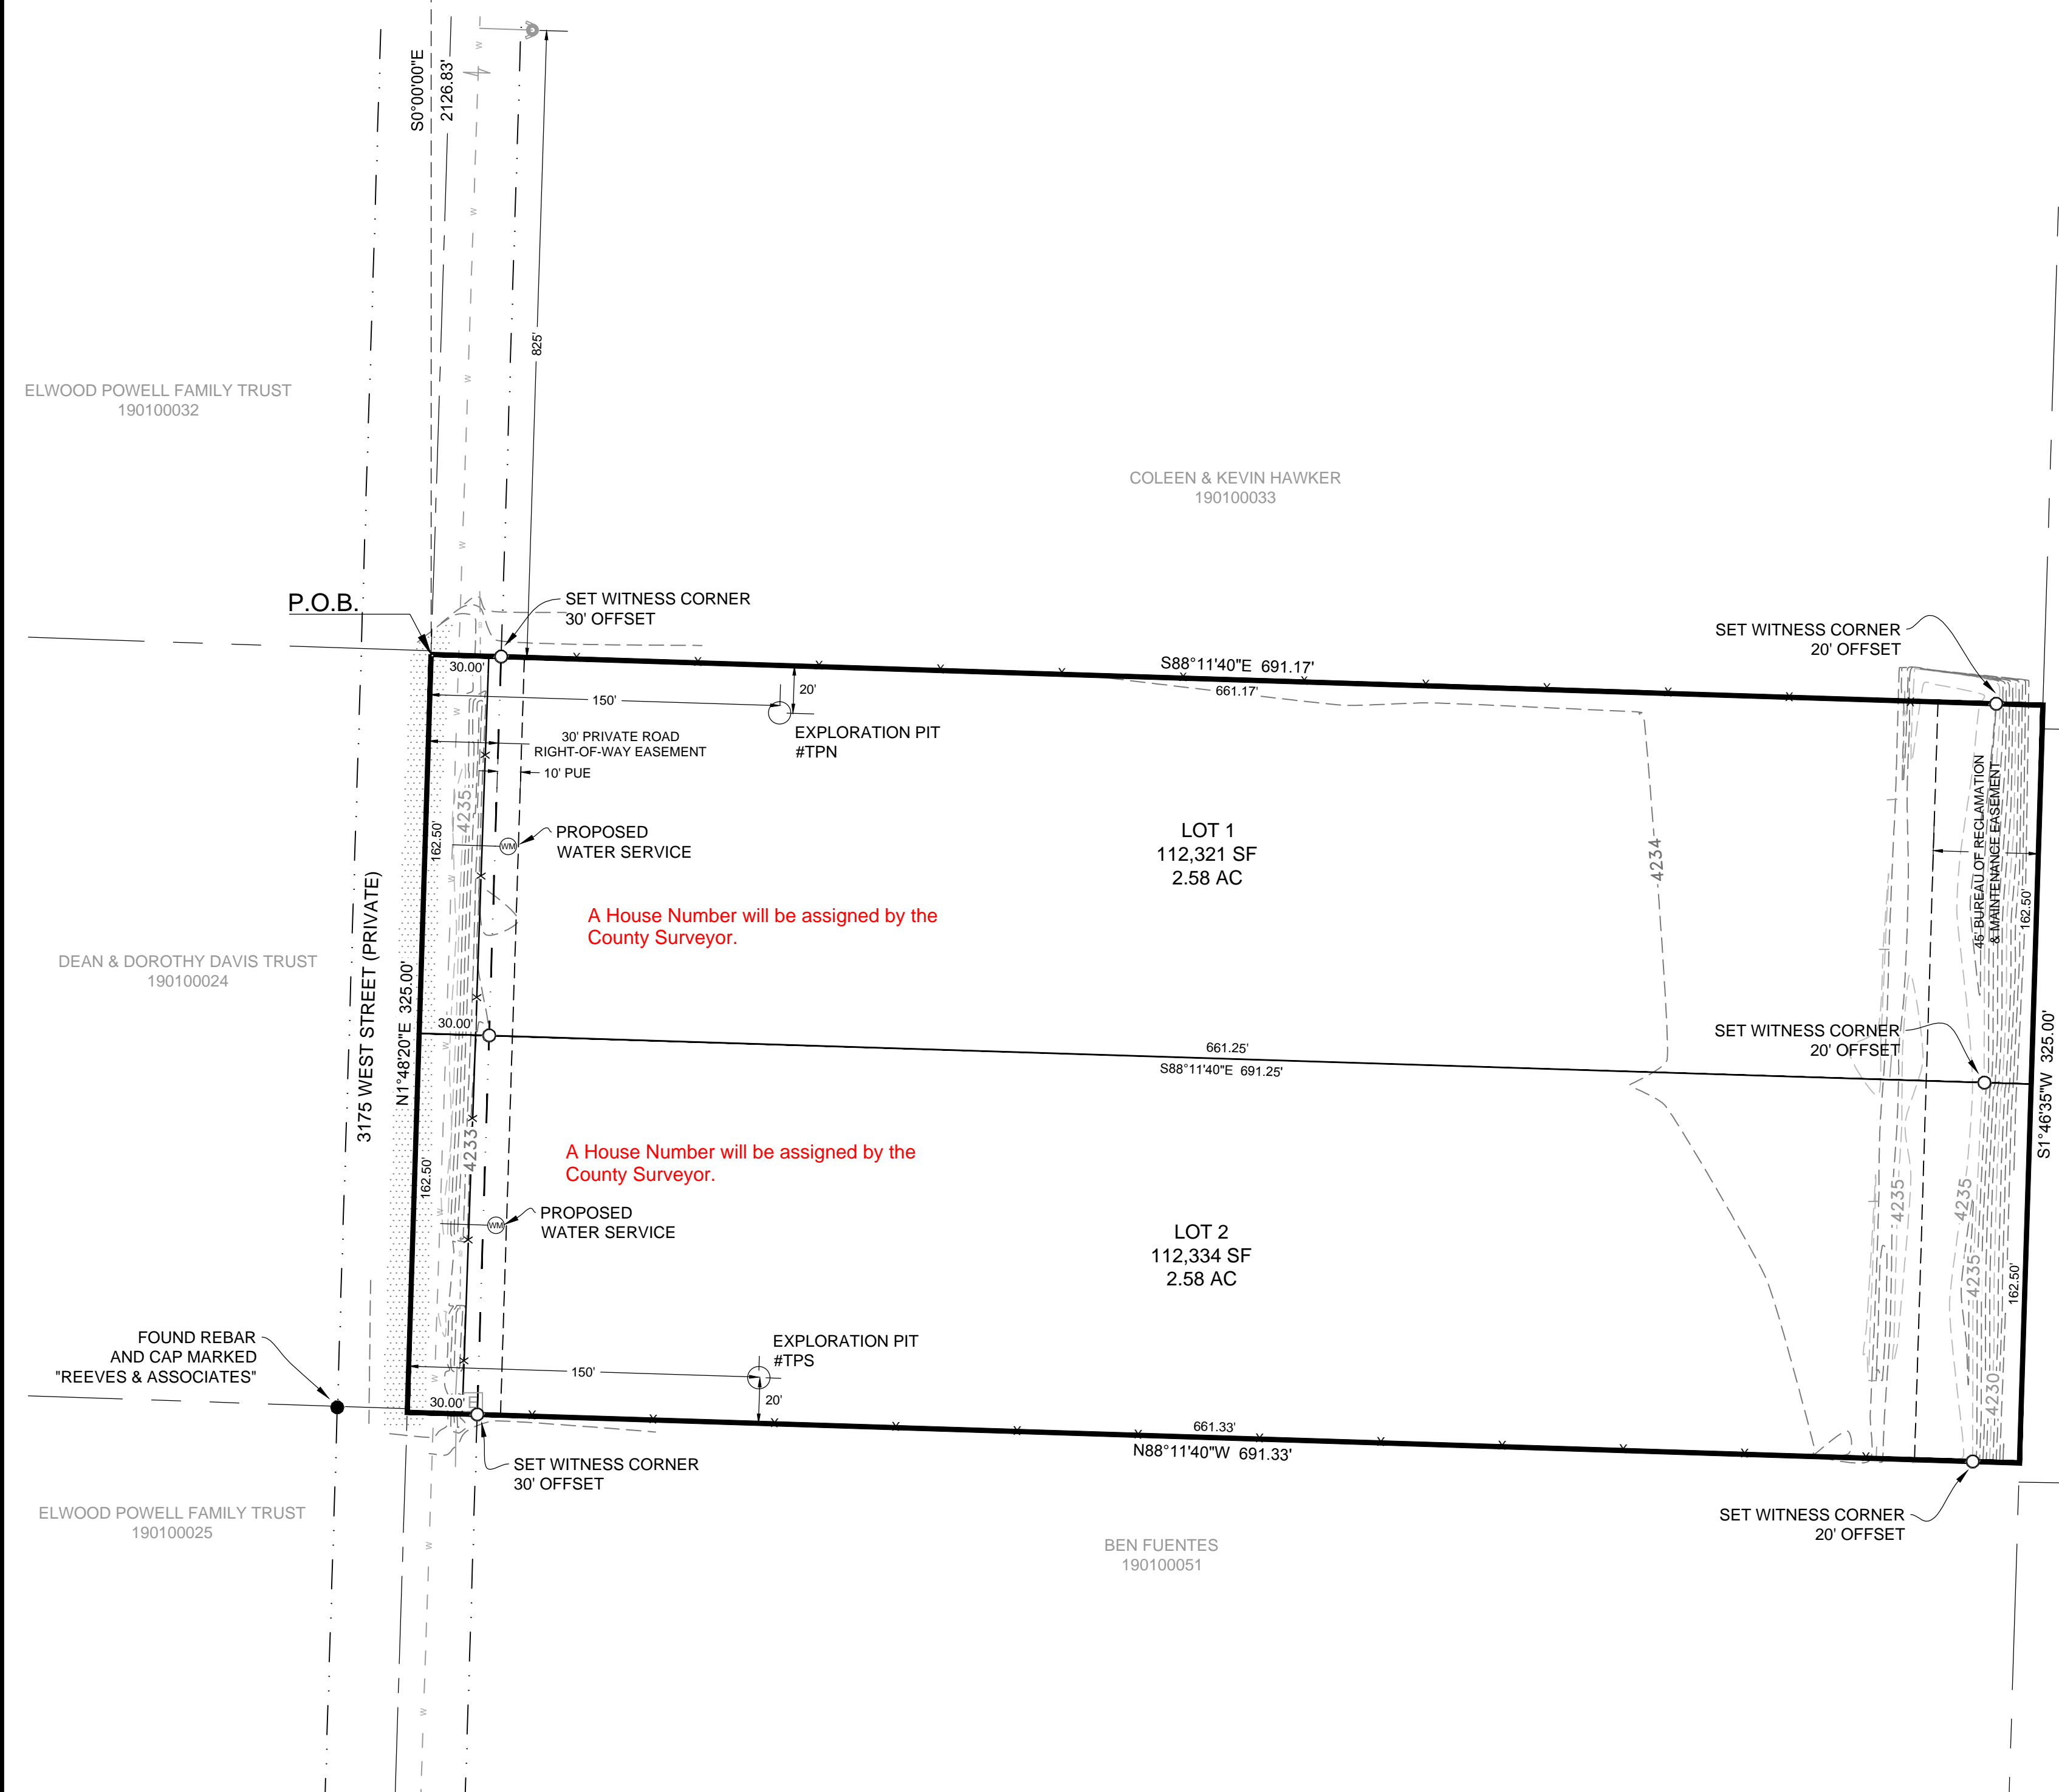 S0°00'00"E
2126.83'
825'
ELWOOD POWELL FAMILY TRUST
190100032
COLEEN & KEVIN HAWKER
190100033
P.O.B.
SET WITNESS CORNER
30' OFFSET
SET WITNESS CORNER
20' OFFSET
30.00'
S88°11'40"E 691.17'
661.17'
150'
20'
EXPLORATION PIT
#TPN
30' PRIVATE ROAD
RIGHT-OF-WAY EASEMENT
10' PUE
4235
162.50'
WM
PROPOSED
WATER SERVICE
LOT 1
112,321 SF
2.58 AC
4234
45' BUREAU OF RECLAMATION
& MAINTENANCE EASEMENT
162.50'
A House Number will be assigned by the
County Surveyor.
DEAN & DOROTHY DAVIS TRUST
190100024
3175 WEST STREET (PRIVATE)
N1°48'20"E 325.00'
30.00'
661.25'
S88°11'40"E 691.25'
SET WITNESS CORNER
20' OFFSET
S1°46'35"W 325.00'
4233
162.50'
A House Number will be assigned by the
County Surveyor.
WM
PROPOSED
WATER SERVICE
LOT 2
112,334 SF
2.58 AC
4235
4235
4235
4230
162.50'
FOUND REBAR
AND CAP MARKED
"REEVES & ASSOCIATES"
EXPLORATION PIT
#TPS
150'
20'
30.00'
E
661.33'
N88°11'40"W 691.33'
SET WITNESS CORNER
30' OFFSET
SET WITNESS CORNER
20' OFFSET
ELWOOD POWELL FAMILY TRUST
190100025
BEN FUENTES
190100051